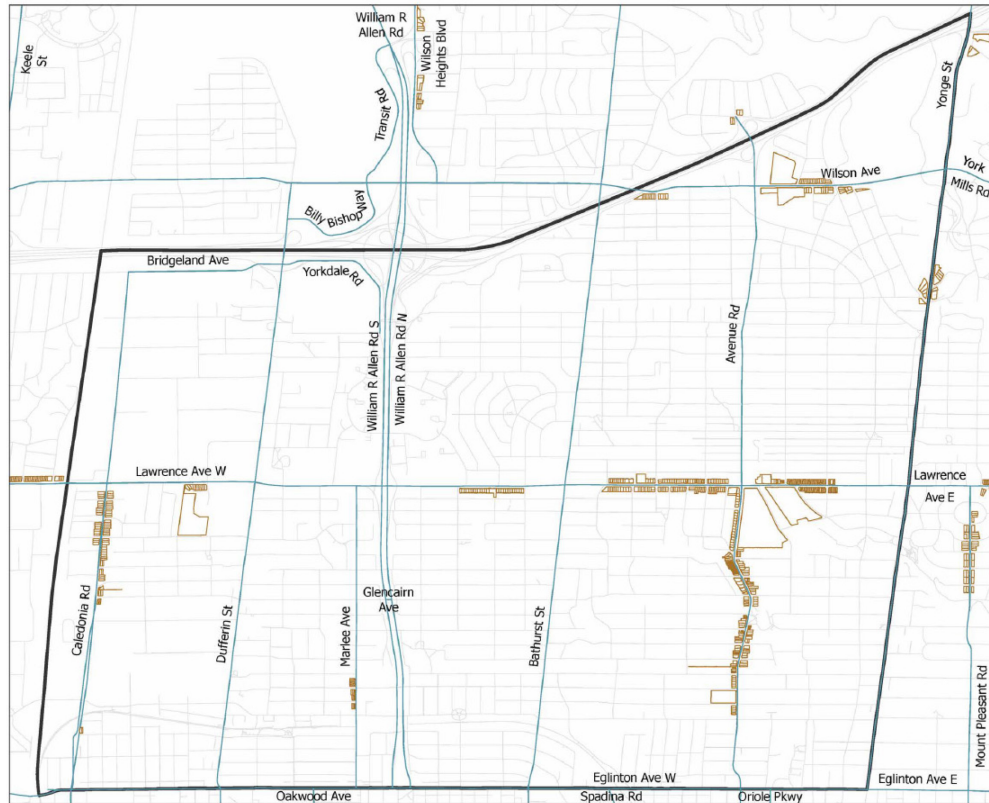 William R
Allen Rd
Wilson
Heights Blvd
Keele
St
Transit Rd
Yonge St
York
Mills Rd
Wilson Ave
Billy Bishop Way
Bridgeland Ave
Yorkdale
Rd
William R Allen Rd S
William R Allen Rd N
Avenue Rd
Lawrence Ave W
Lawrence
Ave E
Caledonia Rd
Dufferin St
Marlee Ave
Glencairn
Ave
Bathurst St
Mount Pleasant Rd
Eglinton Ave W
Eglinton Ave E
Oakwood Ave
Spadina Rd
Oriole Pkwy